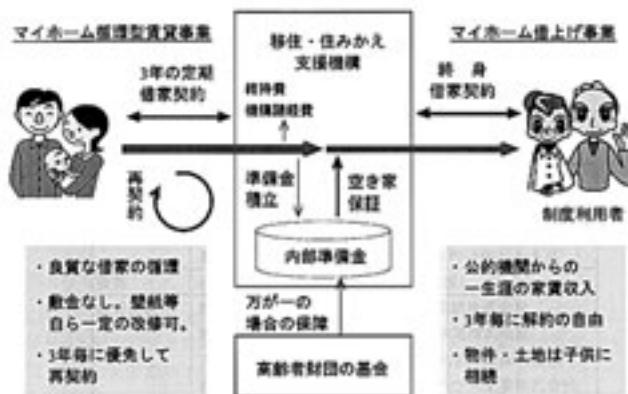 マイホーム循環型賃貸事業
移住・住みかえ
支援機構
マイホーム借上げ事業
3年の定期
借家契約
維持費
機構諸経費
終身
借家契約
再契約
準備金
積立
空き家
保証
内部準備金
制度利用者
・良質な借家の循環
・敷金なし。壁紙等
自ら一定の改修可。
・3年毎に優先して
再契約
万が一の
場合の保障
高齢者財団の基金
・公的機関からの
一生涯の家賃収入
・3年毎に解約の自由
・物件・土地は子供に
相続